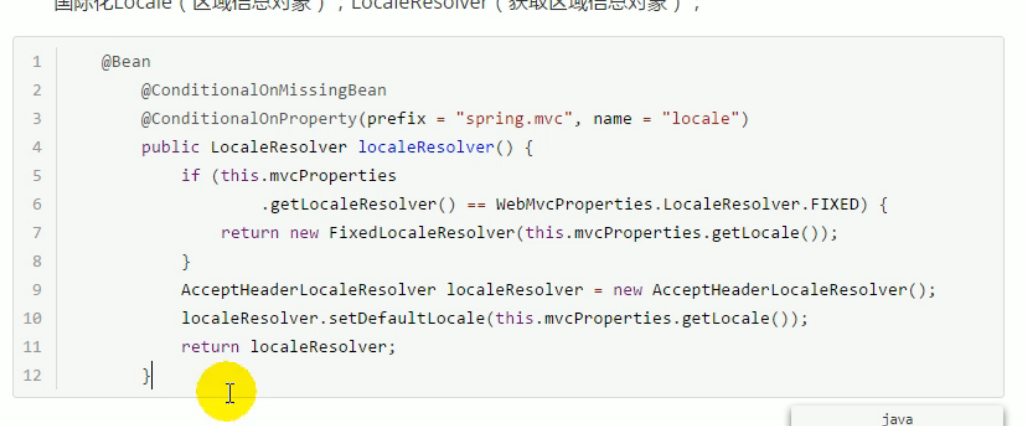 国际化Locale（区域信息对象）；LocaleResolver（获取区域信息对象）；
1 @Bean
2 @ConditionalOnMissingBean
3 @ConditionalOnProperty(prefix = "spring.mvc", name = "locale")
4 public LocaleResolver localeResolver() {
5 if (this.mvcProperties
6 .getLocaleResolver() == WebMvcProperties.LocaleResolver.FIXED) {
7 return new FixedLocaleResolver(this.mvcProperties.getLocale());
8 }
9 AcceptHeaderLocaleResolver localeResolver = new AcceptHeaderLocaleResolver();
10 localeResolver.setDefaultLocale(this.mvcProperties.getLocale());
11 return localeResolver;
12 }
java